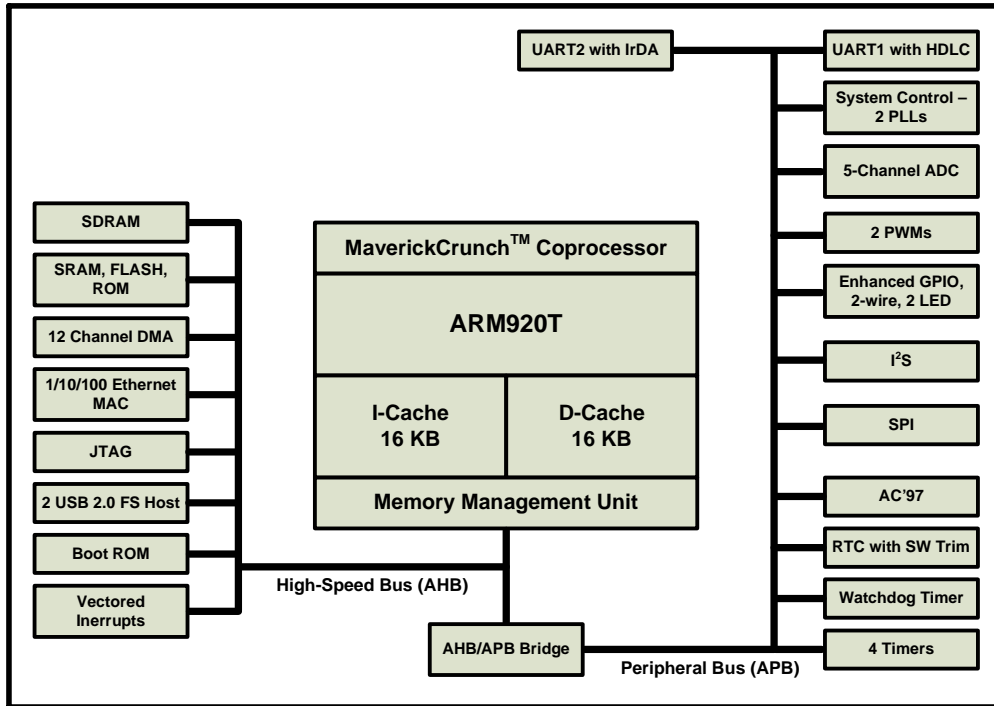 UART2 with IrDA
UART1 with HDLC
System Control –
2 PLLs
5-Channel ADC
2 PWMs
Enhanced GPIO,
2-wire, 2 LED
I²S
SPI
AC'97
RTC with SW Trim
Watchdog Timer
4 Timers
SDRAM
SRAM, FLASH,
ROM
12 Channel DMA
1/10/100 Ethernet
MAC
JTAG
2 USB 2.0 FS Host
Boot ROM
Vectored
Inerrupts
MaverickCrunch™ Coprocessor
ARM920T
I-Cache
16 KB
D-Cache
16 KB
Memory Management Unit
High-Speed Bus (AHB)
AHB/APB Bridge
Peripheral Bus (APB)